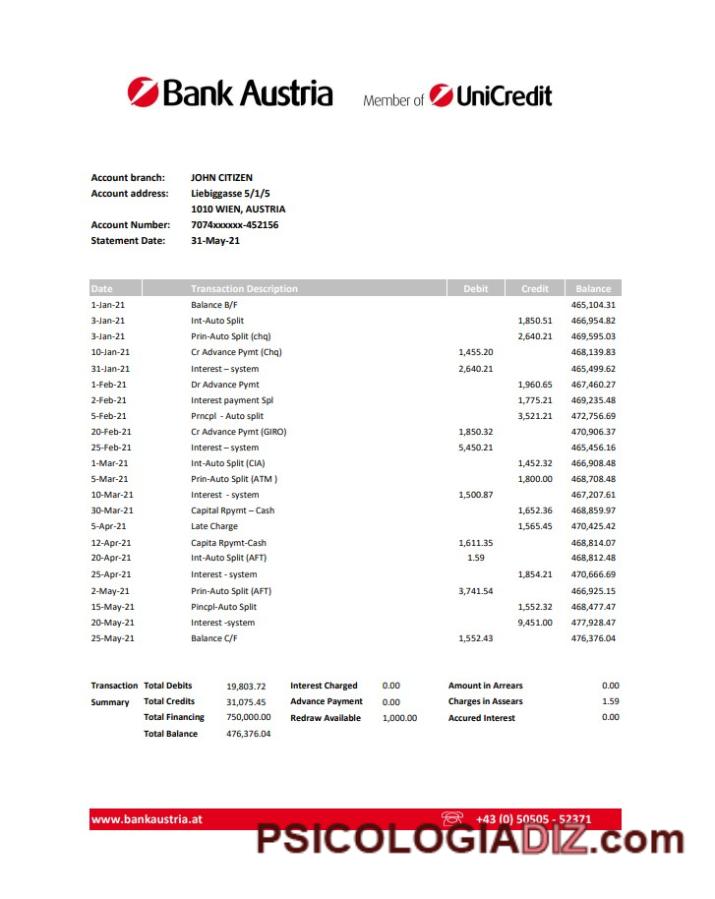 Bank Austria Member of UniCredit
Account branch: JOHN CITIZEN
Account address: Liebiggasse 5/1/5
1010 WIEN, AUSTRIA
Account Number: 7074xxxxxx-452156
Statement Date: 31-May-21
Date Transaction Description Debit Credit Balance
1-Jan-21 Balance B/F 465,104.31
3-Jan-21 Int-Auto Split 1,850.51 466,954.82
3-Jan-21 Prin-Auto Split (chq) 2,640.21 469,595.03
10-Jan-21 Cr Advance Pymt (Chq) 1,455.20 468,139.83
31-Jan-21 Interest – system 2,640.21 465,499.62
1-Feb-21 Dr Advance Pymt 1,960.65 467,460.27
2-Feb-21 Interest payment Spl 1,775.21 469,235.48
5-Feb-21 Prncpl - Auto split 3,521.21 472,756.69
20-Feb-21 Cr Advance Pymt (GIRO) 1,850.32 470,906.37
25-Feb-21 Interest – system 5,450.21 465,456.16
1-Mar-21 Int-Auto Split (CIA) 1,452.32 466,908.48
5-Mar-21 Prin-Auto Split (ATM ) 1,800.00 468,708.48
10-Mar-21 Interest - system 1,500.87 467,207.61
30-Mar-21 Capital Rpymt – Cash 1,652.36 468,859.97
5-Apr-21 Late Charge 1,565.45 470,425.42
12-Apr-21 Capita Rpymt-Cash 1,611.35 468,814.07
20-Apr-21 Int-Auto Split (AFT) 1.59 468,812.48
25-Apr-21 Interest - system 1,854.21 470,666.69
2-May-21 Prin-Auto Split (AFT) 3,741.54 466,925.15
15-May-21 Pincpl-Auto Split 1,552.32 468,477.47
20-May-21 Interest -system 9,451.00 477,928.47
25-May-21 Balance C/F 1,552.43 476,376.04
Transaction Total Debits 19,803.72 Interest Charged 0.00 Amount in Arrears 0.00
Summary Total Credits 31,075.45 Advance Payment 0.00 Charges in Assears 1.59
Total Financing 750,000.00 Redraw Available 1,000.00 Accured Interest 0.00
Total Balance 476,376.04
www.bankaustria.at +43 (0) 50505 - 52371
PSICOLOGIADIZ.com